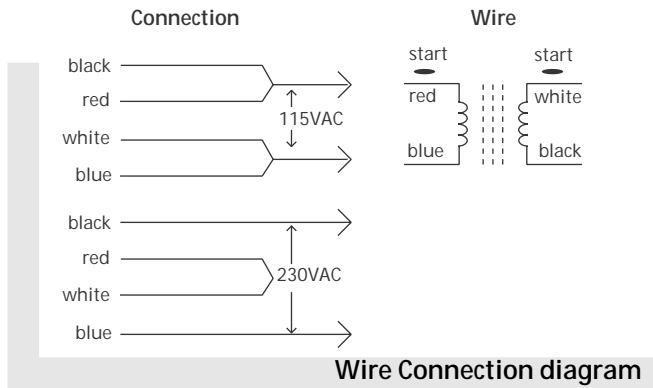 Connection
black
red
115VAC
white
blue
black
red
230VAC
white
blue
Wire
start start
red white
blue black
Wire Connection diagram